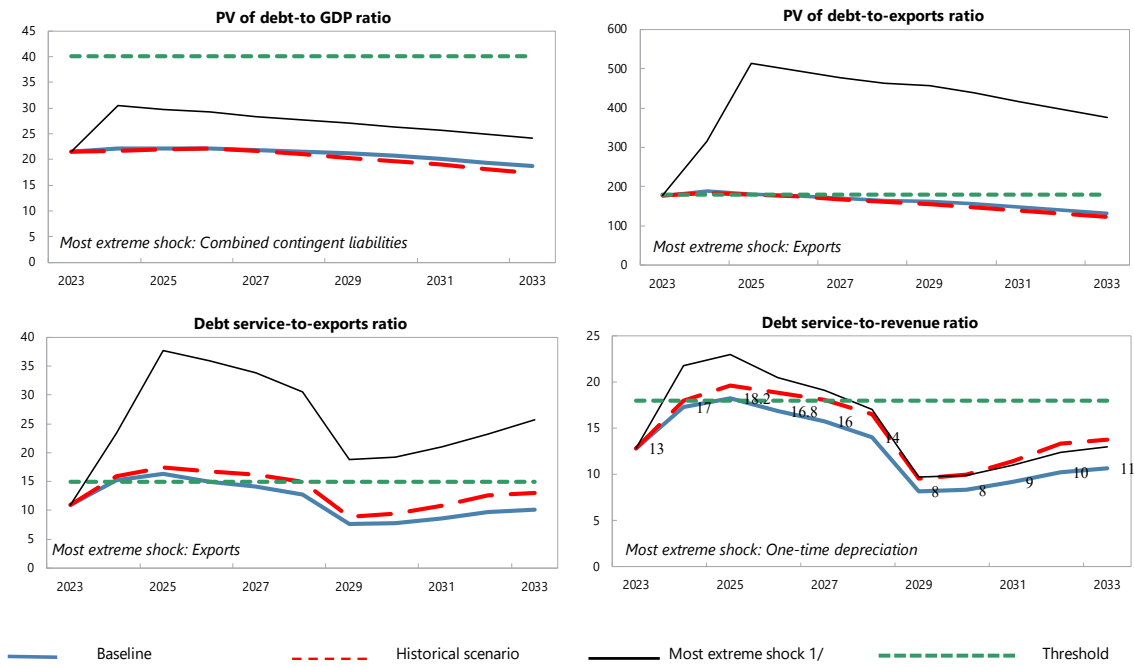 PV of debt-to GDP ratio
45
40
35
30
25
20
15
10
5
0
Most extreme shock: Combined contingent liabilities
2023 2025 2027 2029 2031 2033
PV of debt-to-exports ratio
600
500
400
300
200
100
0
Most extreme shock: Exports
2023 2025 2027 2029 2031 2033
Debt service-to-exports ratio
40
35
30
25
20
15
10
5
0
Most extreme shock: Exports
2023 2025 2027 2029 2031 2033
Debt service-to-revenue ratio
25
20
15
10
5
0
13 17 18.2 16.8 16 14 8 8 9 10 11
Most extreme shock: One-time depreciation
2023 2025 2027 2029 2031 2033
Baseline Historical scenario Most extreme shock 1/ Threshold